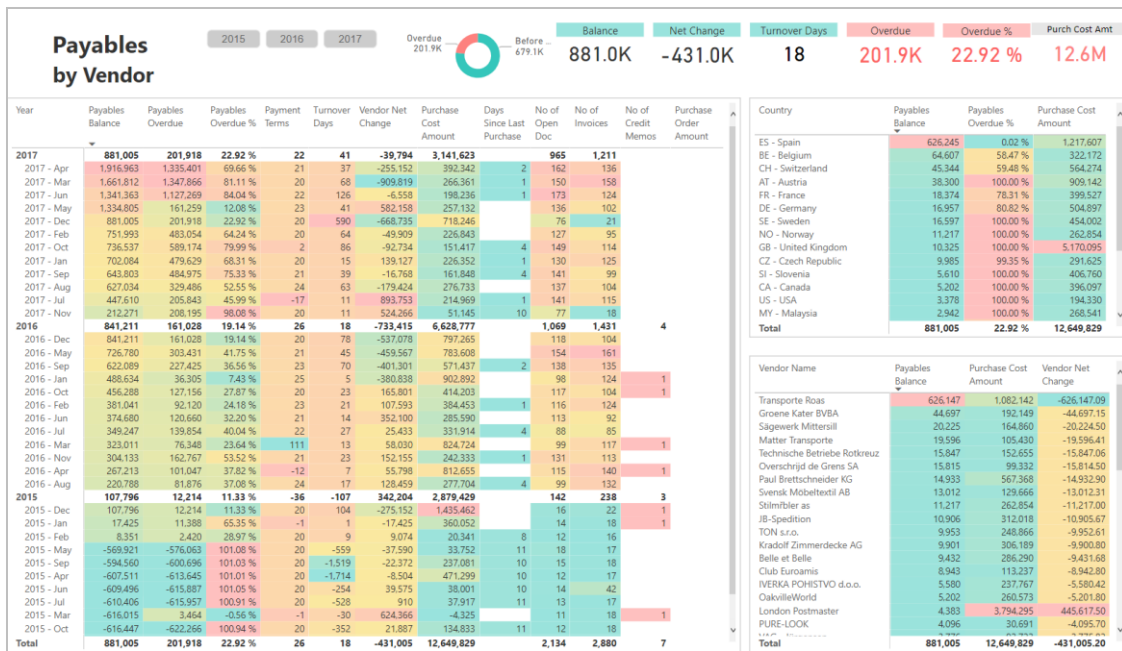 Payables
by Vendor
2015 2016 2017
Overdue
201.9K
Before ...
679.1K
Balance
881.0K
Net Change
-431.0K
Turnover Days
18
Overdue
201.9K
Overdue %
22.92 %
Purch Cost Amt
12.6M
Year Payables Balance Payables Overdue Payables Overdue % Payment Terms Turnover Days Vendor Net Change Purchase Cost Amount Days Since Last Purchase No of Open Doc No of Invoices No of Credit Memos Purchase Order Amount
2017 881,005 201,918 22.92 % 22 41 -39,794 3,141,623 965 1,211
2017 - Apr 1,916,963 1,335,401 69.66 % 21 37 -255,152 392,342 2 162 136
2017 - Mar 1,661,812 1,347,866 81.11 % 20 68 -909,819 266,361 1 150 158
2017 - Jun 1,341,363 1,127,269 84.04 % 22 126 -6,558 198,236 1 173 124
2017 - May 1,334,805 161,259 12.08 % 23 41 582,158 257,132 136 102
2017 - Dec 881,005 201,918 22.92 % 20 590 -668,735 718,246 76 21
2017 - Feb 751,993 483,054 64.24 % 20 64 -49,909 226,843 127 95
2017 - Oct 736,537 589,174 79.99 % 2 86 -92,734 151,417 4 149 114
2017 - Jan 702,084 479,629 68.31 % 20 15 139,127 226,352 1 130 125
2017 - Sep 643,803 484,975 75.33 % 21 39 -16,768 161,848 4 141 99
2017 - Aug 627,034 329,486 52.55 % 24 63 -179,424 276,733 137 104
2017 - Jul 447,610 205,843 45.99 % -17 11 893,753 214,969 1 141 115
2017 - Nov 212,271 208,195 98.08 % 20 11 524,266 51,145 10 77 18
2016 841,211 161,028 19.14 % 26 18 -733,415 6,628,777 1,069 1,431 4
2016 - Dec 841,211 161,028 19.14 % 20 78 -537,078 797,265 118 104
2016 - May 726,780 303,431 41.75 % 21 45 -459,567 783,608 154 161
2016 - Sep 622,089 227,425 36.56 % 23 70 -401,301 571,437 2 138 135
2016 - Jan 488,634 36,305 7.43 % 25 5 -380,838 902,892 98 124 1
2016 - Oct 456,288 127,156 27.87 % 20 23 165,801 414,203 117 104 1
2016 - Feb 381,041 92,120 24.18 % 23 21 107,593 384,453 1 116 124
2016 - Jun 374,680 120,660 32.20 % 21 14 352,100 285,590 113 92
2016 - Jul 349,247 139,854 40.04 % 22 27 25,433 331,914 4 88 85
2016 - Mar 323,011 76,348 23.64 % 111 13 58,030 824,724 99 117 1
2016 - Nov 304,133 162,767 53.52 % 21 23 152,155 242,333 1 131 113
2016 - Apr 267,213 101,047 37.82 % -12 7 55,798 812,655 115 140 1
2016 - Aug 220,788 81,876 37.08 % 24 17 128,459 277,704 4 99 132
2015 107,796 12,214 11.33 % -36 -107 342,204 2,879,429 142 238 3
2015 - Dec 107,796 12,214 11.33 % 20 104 -275,152 1,435,462 16 22 1
2015 - Jan 17,425 11,388 65.35 % -1 1 -17,425 360,052 14 18 1
2015 - Feb 8,351 2,420 28.97 % 20 9 9,074 20,341 8 12 16
2015 - May -569,921 -576,063 101.08 % 20 -559 -37,590 33,752 11 18 17
2015 - Sep -594,560 -600,696 101.03 % 20 -1,519 -22,372 237,081 10 15 18
2015 - Apr -607,511 -613,645 101.01 % 20 -1,714 -8,504 471,299 10 12 17
2015 - Jun -609,496 -615,887 101.05 % 20 -254 39,575 38,001 10 14 42
2015 - Jul -610,406 -615,957 100.91 % 20 -528 910 37,917 11 13 17
2015 - Mar -616,015 3,464 -0.56 % -1 -30 624,366 -4,325 11 18 1
2015 - Oct -616,447 -622,266 100.94 % 20 -352 21,887 134,833 11 12 18
Total 881,005 201,918 22.92 % 26 18 -431,005 12,649,829 2,134 2,880 7
Country Payables Balance Payables Overdue % Purchase Cost Amount
ES - Spain 626,245 0.02 % 1,217,607
BE - Belgium 64,607 58.47 % 322,172
CH - Switzerland 45,344 59.48 % 564,274
AT - Austria 38,300 100.00 % 909,142
FR - France 18,374 78.31 % 399,527
DE - Germany 16,957 80.82 % 504,897
SE - Sweden 16,597 100.00 % 454,002
NO - Norway 11,217 100.00 % 262,854
GB - United Kingdom 10,325 100.00 % 5,170,095
CZ - Czech Republic 9,985 99.35 % 291,625
SI - Slovenia 5,610 100.00 % 406,760
CA - Canada 5,202 100.00 % 396,097
US - USA 3,378 100.00 % 194,330
MY - Malaysia 2,942 100.00 % 268,541
Total 881,005 22.92 % 12,649,829
Vendor Name Payables Balance Purchase Cost Amount Vendor Net Change
Transporte Roas 626,147 1,082,142 -626,147.09
Groene Kater BVBA 44,697 192,149 -44,697.15
Sägewerk Mittersill 20,225 164,860 -20,224.50
Matter Transporte 19,596 105,430 -19,596.41
Technische Betriebe Rotkreuz 15,847 152,655 -15,847.06
Overschrijd de Grens SA 15,815 99,332 -15,814.50
Paul Brettschneider KG 14,933 567,368 -14,932.90
Svensk Möbeltextil AB 13,012 129,666 -13,012.31
Stilmřbler as 11,217 262,854 -11,217.00
JB-Spedition 10,906 312,018 -10,905.67
TON s.r.o. 9,953 248,866 -9,952.61
Kradolf Zimmerdecke AG 9,901 306,189 -9,900.80
Belle et Belle 9,432 286,290 -9,431.68
Club Euroamis 8,943 113,237 -8,942.80
IVERKA POHISTVO d.o.o. 5,580 237,767 -5,580.42
OakvilleWorld 5,202 260,573 -5,201.80
London Postmaster 4,383 3,794,295 445,617.50
PURE-LOOK 4,096 30,691 -4,095.70
Total 881,005 12,649,829 -431,005.20